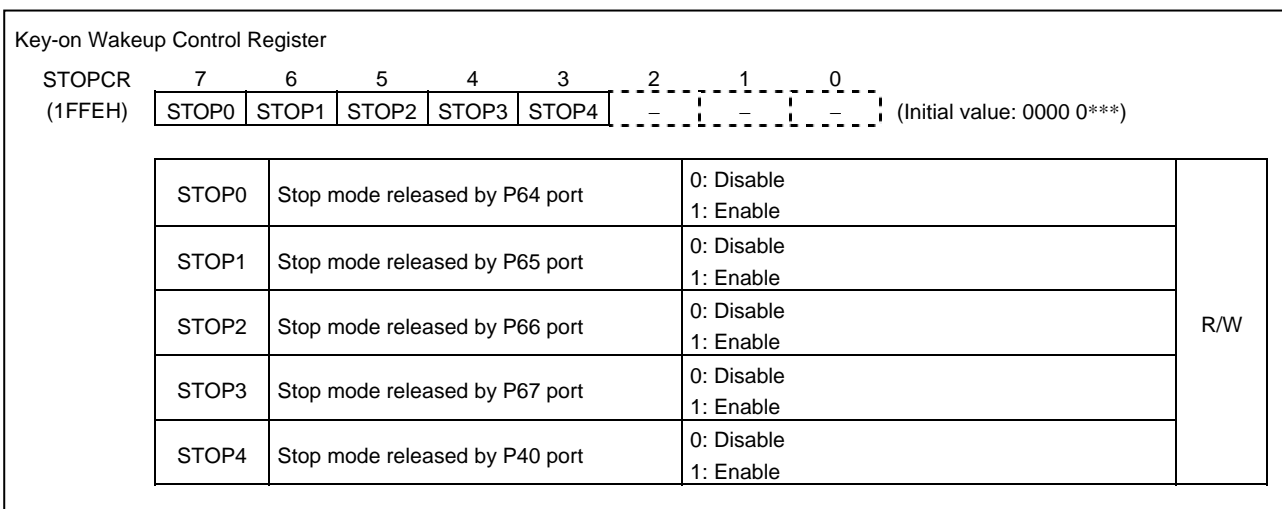 Key-on Wakeup Control Register
STOPCR 7 6 5 4 3 2 1 0
(1FFEH) STOP0 STOP1 STOP2 STOP3 STOP4 – – – (Initial value: 0000 0***)
STOP0 Stop mode released by P64 port 0: Disable
1: Enable
STOP1 Stop mode released by P65 port 0: Disable
1: Enable
STOP2 Stop mode released by P66 port 0: Disable
1: Enable
R/W
STOP3 Stop mode released by P67 port 0: Disable
1: Enable
STOP4 Stop mode released by P40 port 0: Disable
1: Enable